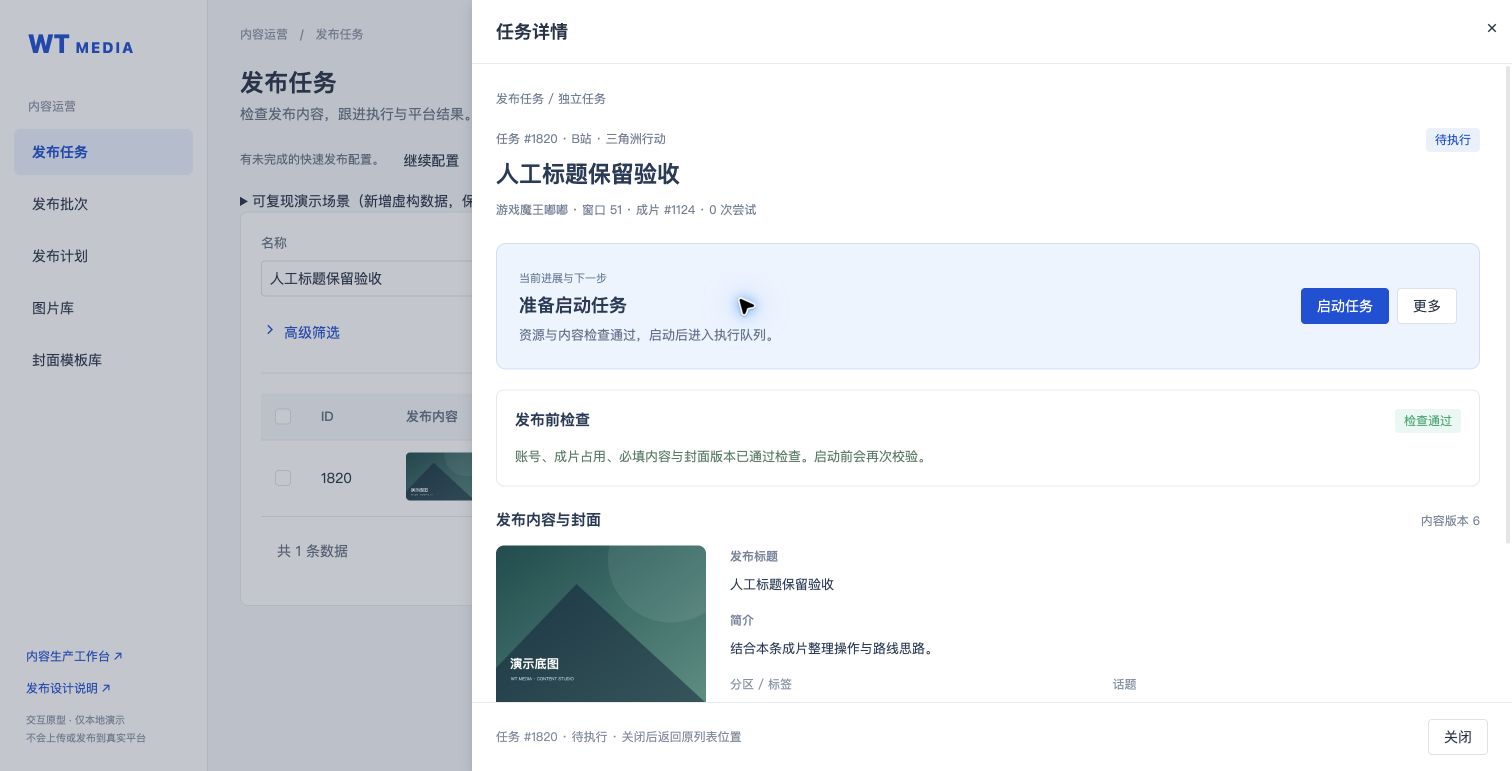 WT MEDIA
内容运营
发布任务
发布批次
发布计划
图片库
封面模板库
内容生产工作台 ↗
发布设计说明 ↗
交互原型 · 仅本地演示
不会上传或发布到真实平台
内容运营 / 发布任务
发布任务
检查发布内容，跟进执行与平台结果。
有未完成的快速发布配置。 继续配置
▶ 可复现演示场景（新增虚构数据，保
名称
人工标题保留验收
高级筛选
ID 发布内容
1820
共 1 条数据
任务详情
×
发布任务 / 独立任务
任务 #1820 · B站 · 三角洲行动
待执行
人工标题保留验收
游戏魔王嘟嘟 · 窗口 51 · 成片 #1124 · 0 次尝试
当前进展与下一步
准备启动任务
资源与内容检查通过，启动后进入执行队列。
启动任务 更多
发布前检查
检查通过
账号、成片占用、必填内容与封面版本已通过检查。启动前会再次校验。
发布内容与封面
内容版本 6
演示底图
WT MEDIA · CONTENT STUDIO
发布标题
人工标题保留验收
简介
结合本条成片整理操作与路线思路。
分区 / 标签 话题
任务 #1820 · 待执行 · 关闭后返回原列表位置
关闭